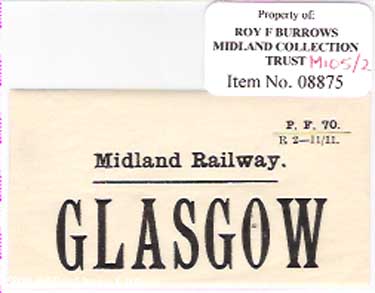 Property of:
ROY F BURROWS
MIDLAND COLLECTION
TRUST M105/2
Item No. 08875
P. F. 70.
R 2—11/11.
Midland Railway.
GLASGOW